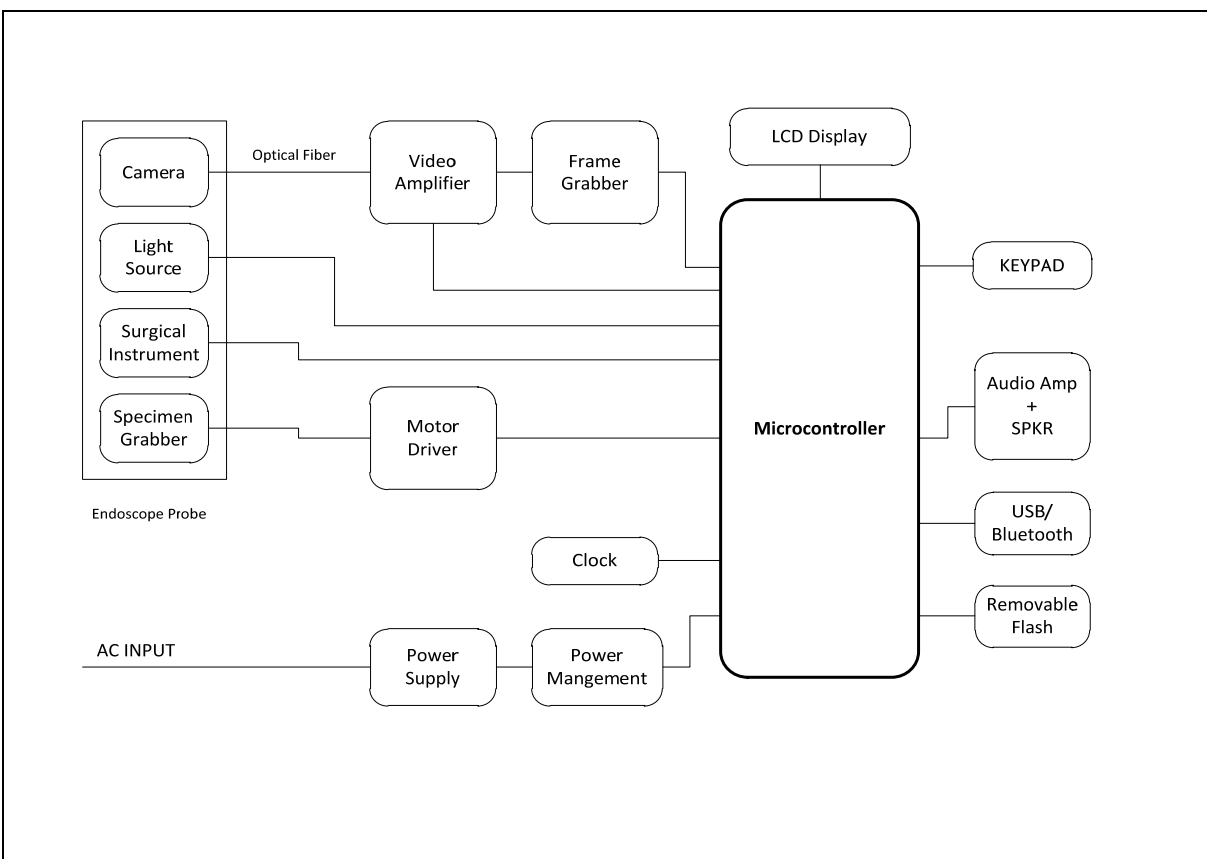 Camera
Optical Fiber
Video
Amplifier
Frame
Grabber
LCD Display
Light
Source
KEYPAD
Surgical
Instrument
Audio Amp
+
SPKR
Specimen
Grabber
Motor
Driver
Microcontroller
Endoscope Probe
USB/
Bluetooth
Clock
Removable
Flash
AC INPUT
Power
Supply
Power
Mangement